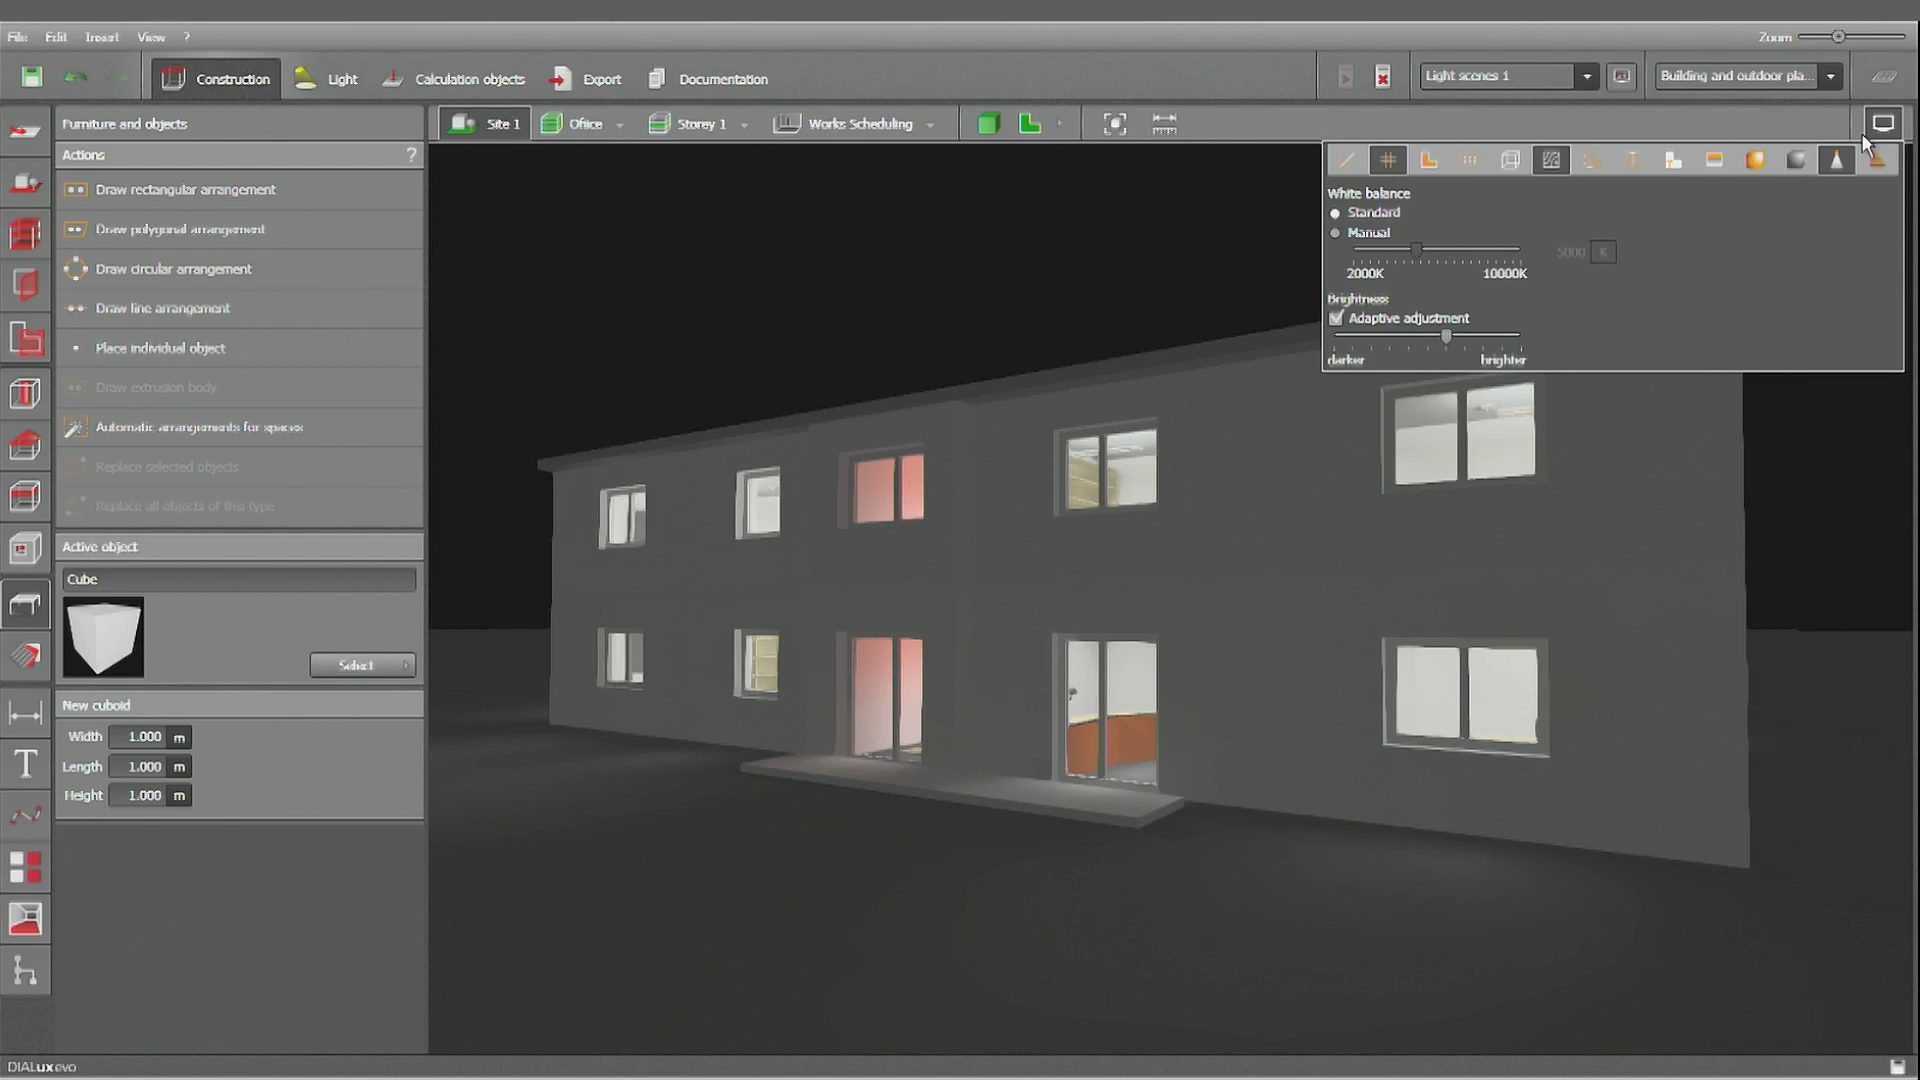 File Edit Insert View ?
Zoom
Construction Light Calculation objects Export Documentation
Light scenes 1
Building and outdoor pla...
Furniture and objects
Site 1 Office Storey 1 Works Scheduling
Actions ?
Draw rectangular arrangement
Draw polygonal arrangement
Draw circular arrangement
Draw line arrangement
Place individual object
Draw extrusion body
Automatic arrangements for spaces
Replace selected objects
Replace all objects of this type
Active object
Cube
Select
New cuboid
Width 1.000 m
Length 1.000 m
Height 1.000 m
T
White balance
Standard
Manual
5000 K
2000K 10000K
Brightness
Adaptive adjustment
darker brighter
DIALux evo